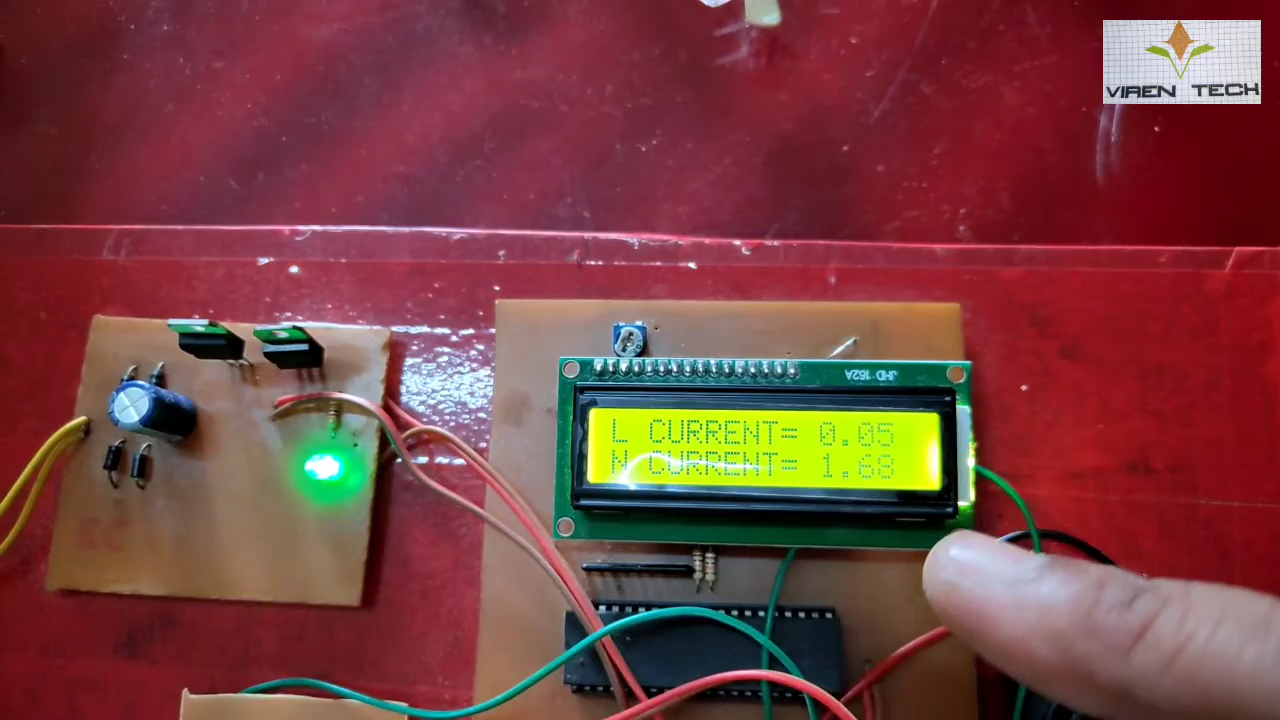 VIREN TECH
JHD 162A
L CURRENT= 0.05
N CURRENT= 1.68